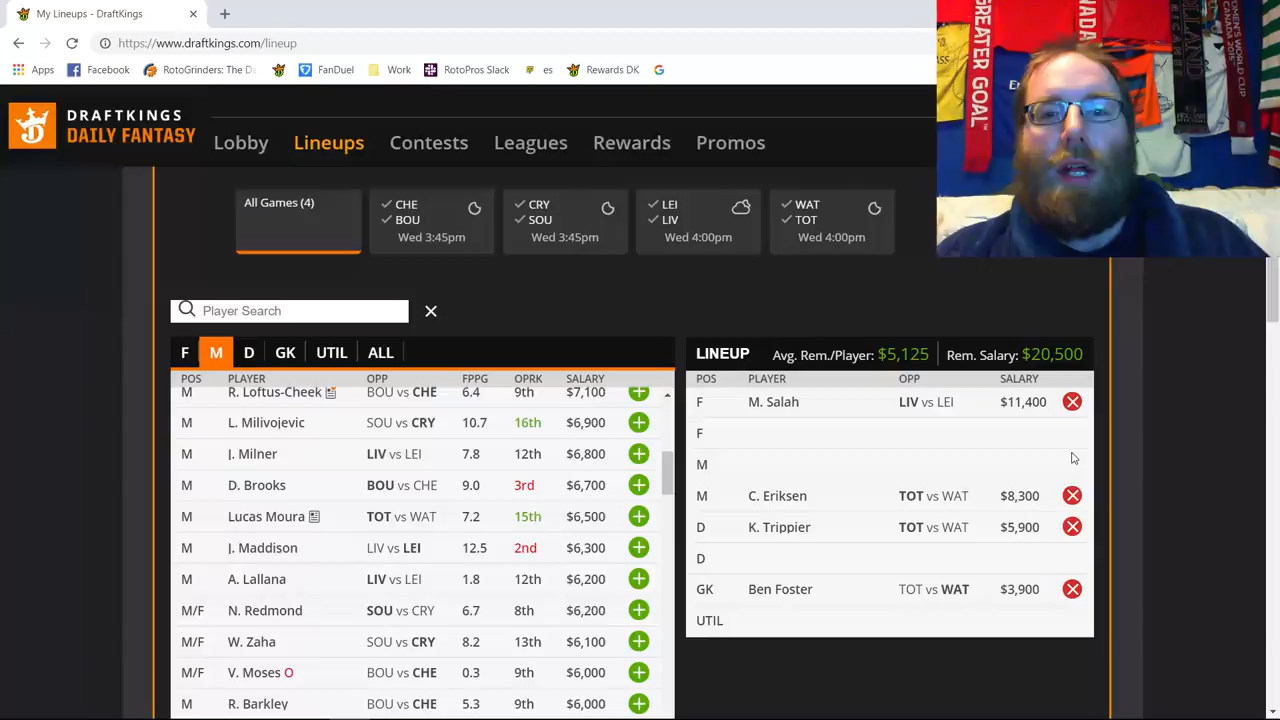 My Lineups - DraftKings
https://www.draftkings.com/lineup
Apps Facebook RotoGrinders: The Da FanDuel Work RotoPros Slack es Rewards DK
DRAFTKINGS
DAILY FANTASY
Lobby Lineups Contests Leagues Rewards Promos
All Games (4)
CHE
BOU
Wed 3:45pm
CRY
SOU
Wed 3:45pm
LEI
LIV
Wed 4:00pm
WAT
TOT
Wed 4:00pm
Player Search
F M D GK UTIL ALL
POS PLAYER OPP FPPG OPRK SALARY
M R. Loftus-Cheek BOU vs CHE 6.4 9th $7,100
M L. Milivojevic SOU vs CRY 10.7 16th $6,900
M J. Milner LIV vs LEI 7.8 12th $6,800
M D. Brooks BOU vs CHE 9.0 3rd $6,700
M Lucas Moura TOT vs WAT 7.2 15th $6,500
M J. Maddison LIV vs LEI 12.5 2nd $6,300
M A. Lallana LIV vs LEI 1.8 12th $6,200
M/F N. Redmond SOU vs CRY 6.7 8th $6,200
M/F W. Zaha SOU vs CRY 8.2 13th $6,100
M/F V. Moses O BOU vs CHE 0.3 9th $6,000
M R. Barkley BOU vs CHE 5.3 9th $6,000
LINEUP Avg. Rem./Player: $5,125 Rem. Salary: $20,500
POS PLAYER OPP SALARY
F M. Salah LIV vs LEI $11,400
F
M
M C. Eriksen TOT vs WAT $8,300
D K. Trippier TOT vs WAT $5,900
D
GK Ben Foster TOT vs WAT $3,900
UTIL
GREATER GOAL
CANADA
WOMEN'S WORLD CUP
CANADA 2015